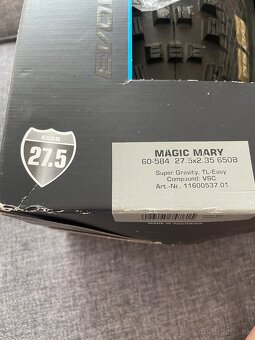 EVO
650B
27.5
MAGIC MARY
60-584 27.5x2.35 650B
Super Gravity, TL-Easy
Compound: VSC
Art.-Nr. 11600537.01